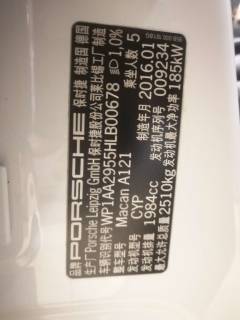 品牌 PORSCHE 保时捷 制造国 德国
生产厂 Porsche Leipzig GmbH 保时捷股份公司莱比锡工厂制造
车辆识别代号 WP1AA2955HLB00678 1,0%
整车型号 Macan A121 乘坐人数 5
发动机型号 CYP 制造年月 2016.01
发动机排量 1984cc 发动机序列号 009234
最大允许总质量 2510kg 发动机最大净功率 185kW